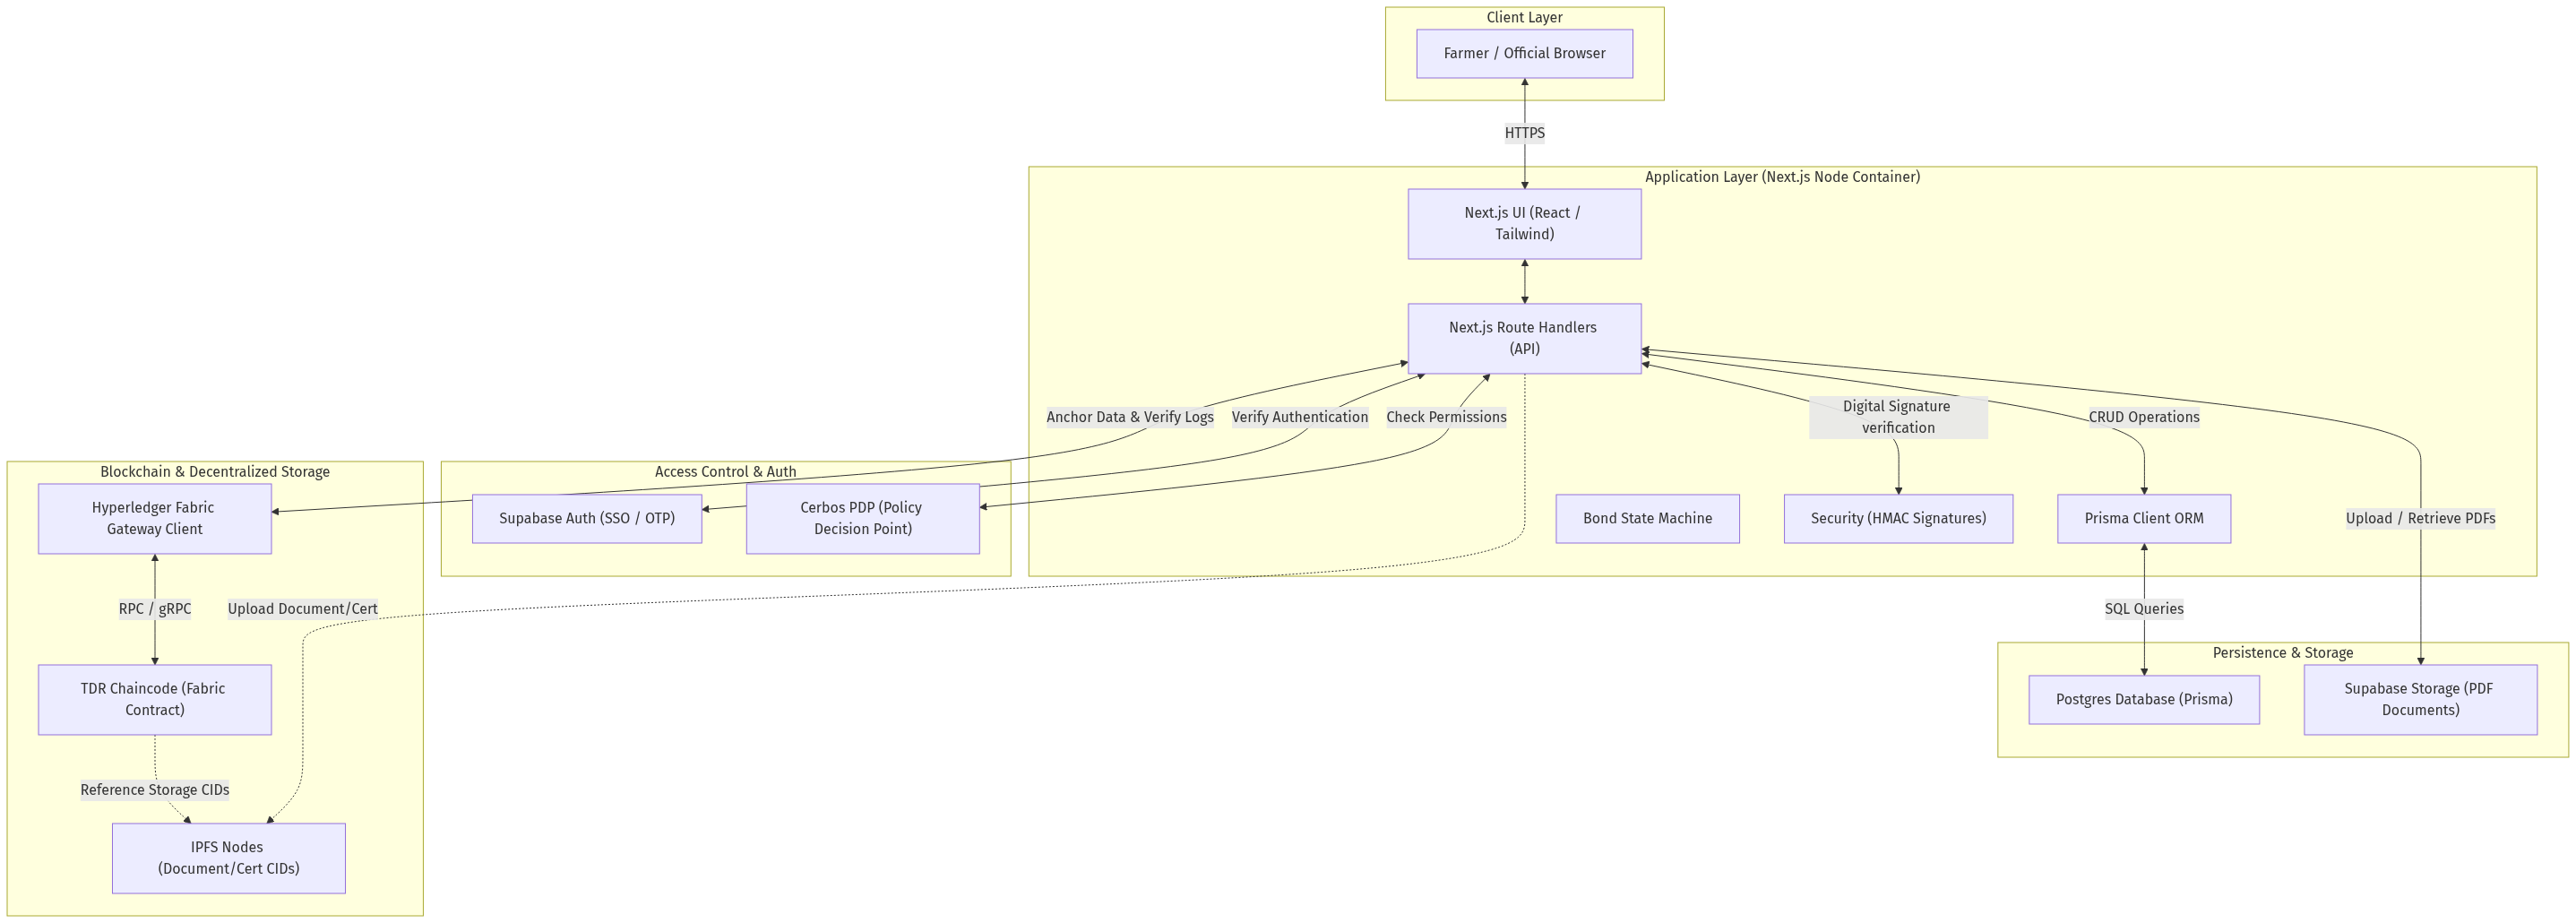 Client Layer
Farmer / Official Browser
HTTPS
Application Layer (Next.js Node Container)
Next.js UI (React /
Tailwind)
Next.js Route Handlers
(API)
Anchor Data & Verify Logs
Verify Authentication
Check Permissions
Digital Signature
verification
CRUD Operations
Blockchain & Decentralized Storage
Hyperledger Fabric
Gateway Client
Access Control & Auth
Supabase Auth (SSO / OTP)
Cerbos PDP (Policy
Decision Point)
Bond State Machine
Security (HMAC Signatures)
Prisma Client ORM
Upload / Retrieve PDFs
RPC / gRPC
Upload Document/Cert
SQL Queries
TDR Chaincode (Fabric
Contract)
Persistence & Storage
Postgres Database (Prisma)
Supabase Storage (PDF
Documents)
Reference Storage CIDs
IPFS Nodes
(Document/Cert CIDs)